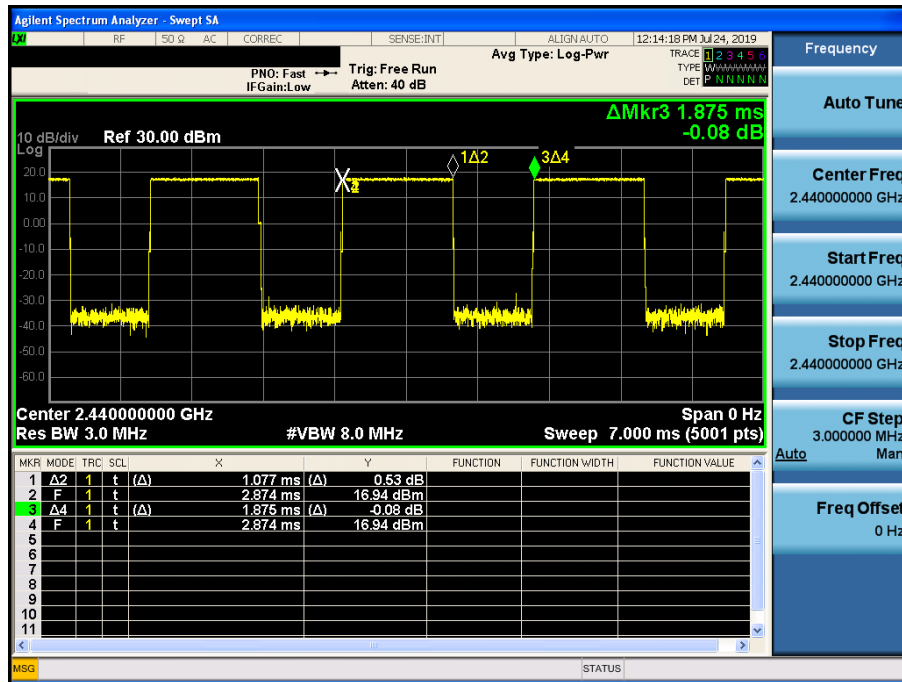 Agilent Spectrum Analyzer - Swept SA
LXI RF 50 Ω AC CORREC SENSE:INT ALIGN AUTO 12:14:18 PM Jul 24, 2019
Avg Type: Log-Pwr
TRACE 1 2 3 4 5 6
TYPE WWWWWW
DET P N N N N N
PNO: Fast
IFGain:Low
Trig: Free Run
Atten: 40 dB
ΔMkr3 1.875 ms
-0.08 dB
10 dB/div Ref 30.00 dBm
Log
20.0
10.0
0.00
-10.0
-20.0
-30.0
-40.0
-50.0
-60.0
1Δ2
3Δ4
Center 2.440000000 GHz Span 0 Hz
Res BW 3.0 MHz #VBW 8.0 MHz Sweep 7.000 ms (5001 pts)
MKR MODE TRC SCL X Y FUNCTION FUNCTION WIDTH FUNCTION VALUE
1 Δ2 1 t (Δ) 1.077 ms (Δ) 0.53 dB
2 F 1 t 2.874 ms 16.94 dBm
3 Δ4 1 t (Δ) 1.875 ms (Δ) -0.08 dB
4 F 1 t 2.874 ms 16.94 dBm
5
6
7
8
9
10
11
MSG STATUS
Frequency
Auto Tune
Center Freq
2.440000000 GHz
Start Freq
2.440000000 GHz
Stop Freq
2.440000000 GHz
CF Step
3.000000 MHz
Auto Man
Freq Offset
0 Hz